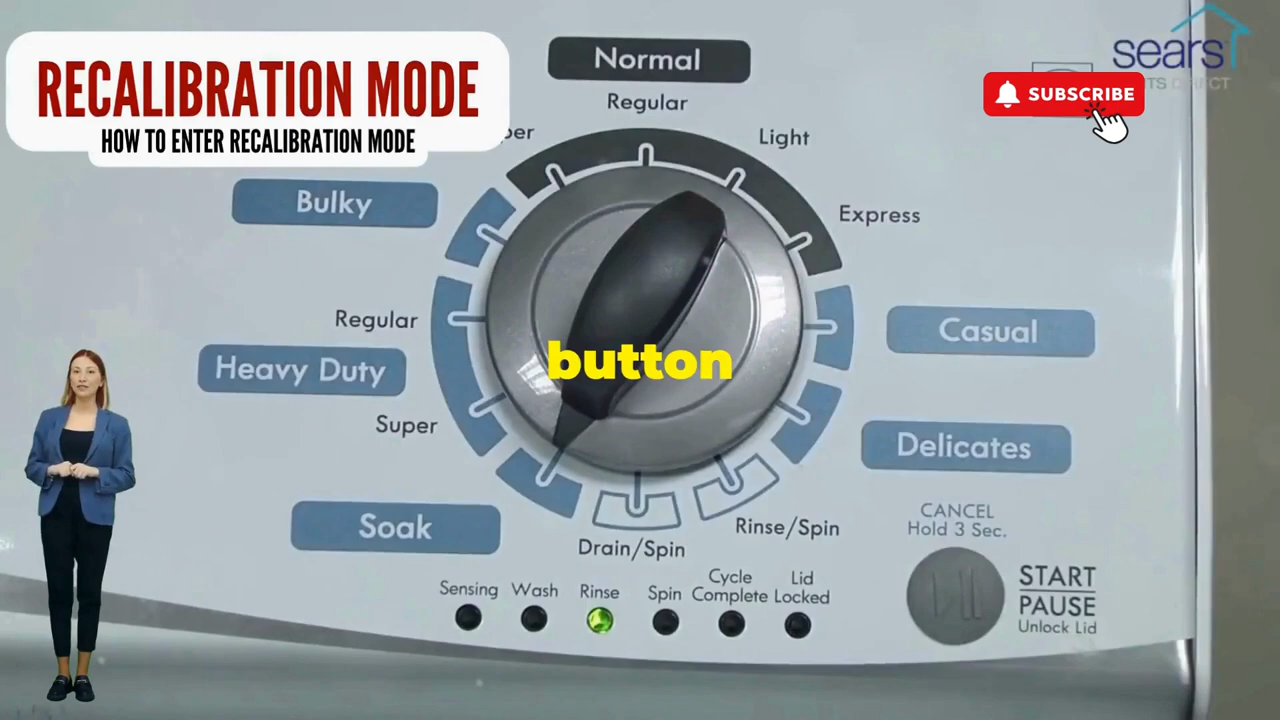 RECALIBRATION MODE
HOW TO ENTER RECALIBRATION MODE
sears
DIRECT
SUBSCRIBE
Normal
Regular
Light
Express
Bulky
Regular
Heavy Duty
Super
Casual
Delicates
button
Soak
Drain/Spin
Rinse/Spin
CANCEL
Hold 3 Sec.
Sensing
Wash
Rinse
Spin
Cycle
Complete
Lid
Locked
START
PAUSE
Unlock Lid